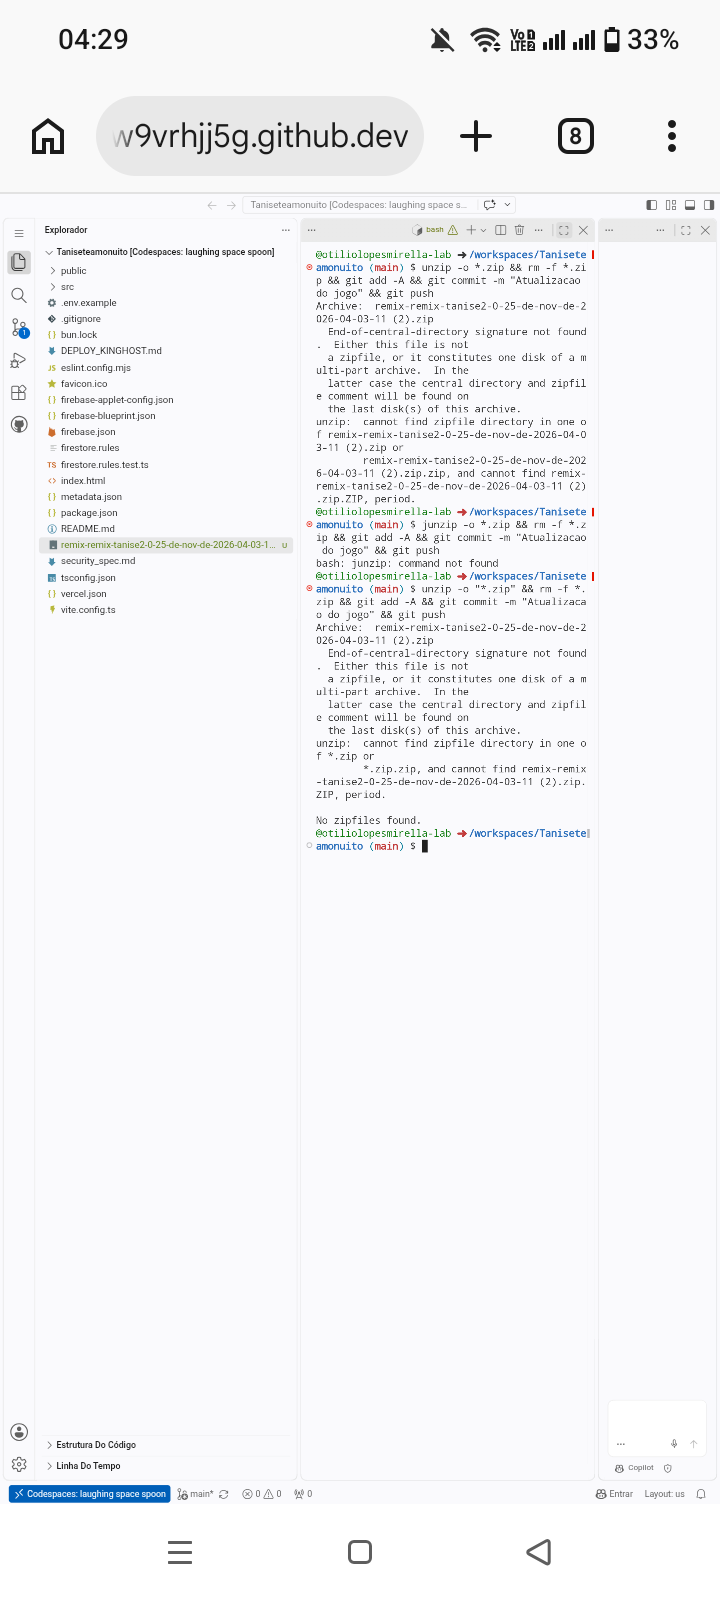 04:29
Vo LTE2
33%
w9vrhjj5g.github.dev
8
Taniseteamonuito [Codespaces: laughing space s...
Explorador
bash
Taniseteamonuito [Codespaces: laughing space spoon]
public
src
.env.example
.gitignore
bun.lock
DEPLOY_KINGHOST.md
eslint.config.mjs
favicon.ico
firebase-applet-config.json
firebase-blueprint.json
firebase.json
firestore.rules
firestore.rules.test.ts
index.html
metadata.json
package.json
README.md
remix-remix-tanise2-0-25-de-nov-de-2026-04-03-1... U
security_spec.md
tsconfig.json
vercel.json
vite.config.ts
@otiliolopesmirella-lab ➜ /workspaces/Tanisete
amonuito (main) $ unzip -o *.zip && rm -f *.zi
p && git add -A && git commit -m "Atualizacao
do jogo" && git push
Archive:  remix-remix-tanise2-0-25-de-nov-de-2
026-04-03-11 (2).zip
End-of-central-directory signature not found
.  Either this file is not
a zipfile, or it constitutes one disk of a m
ulti-part archive.  In the
latter case the central directory and zipfil
e comment will be found on
the last disk(s) of this archive.
unzip:  cannot find zipfile directory in one o
f remix-remix-tanise2-0-25-de-nov-de-2026-04-0
3-11 (2).zip or
remix-remix-tanise2-0-25-de-nov-de-202
6-04-03-11 (2).zip.zip, and cannot find remix-
remix-tanise2-0-25-de-nov-de-2026-04-03-11 (2)
.zip.ZIP, period.
@otiliolopesmirella-lab ➜ /workspaces/Tanisete
amonuito (main) $ junzip -o *.zip && rm -f *.z
ip && git add -A && git commit -m "Atualizacao
do jogo" && git push
bash: junzip: command not found
@otiliolopesmirella-lab ➜ /workspaces/Tanisete
amonuito (main) $ unzip -o "*.zip" && rm -f *.
zip && git add -A && git commit -m "Atualizaca
o do jogo" && git push
Archive:  remix-remix-tanise2-0-25-de-nov-de-2
026-04-03-11 (2).zip
End-of-central-directory signature not found
.  Either this file is not
a zipfile, or it constitutes one disk of a m
ulti-part archive.  In the
latter case the central directory and zipfil
e comment will be found on
the last disk(s) of this archive.
unzip:  cannot find zipfile directory in one o
f *.zip or
*.zip.zip, and cannot find remix-remix
-tanise2-0-25-de-nov-de-2026-04-03-11 (2).zip.
ZIP, period.
No zipfiles found.
@otiliolopesmirella-lab ➜ /workspaces/Tanisete
amonuito (main) $
1
Estrutura Do Código
Linha Do Tempo
... Copilot
Codespaces: laughing space spoon main* 0 0 0 Entrar Layout: us